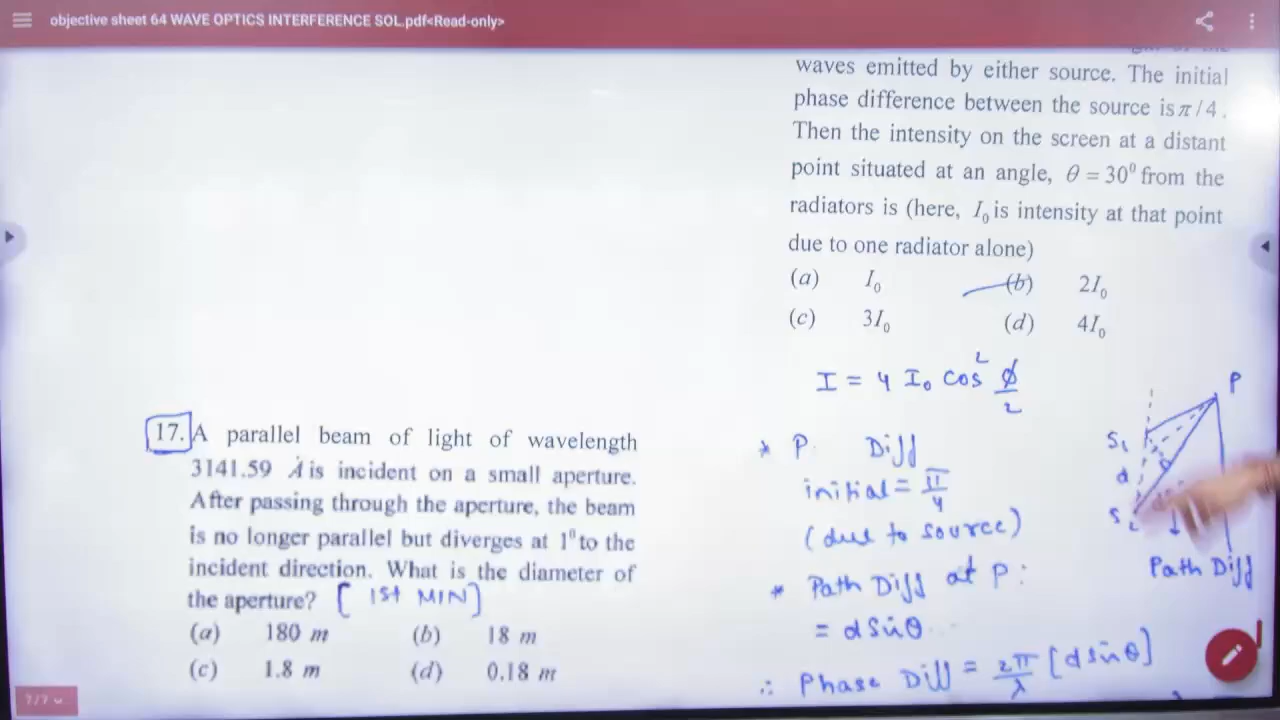 objective sheet 64 WAVE OPTICS INTERFERENCE SOL.pdf<Read-only>
waves emitted by either source. The initial
phase difference between the source is π/4.
Then the intensity on the screen at a distant
point situated at an angle, θ = 30⁰ from the
radiators is (here, I₀ is intensity at that point
due to one radiator alone)
(a) I₀ (b) 2I₀
(c) 3I₀ (d) 4I₀
I = 4 I₀ cos² ϕ/2
* P. Diff
initial = π/4
(due to source)
* Path Diff at P:
= d sinθ
∴ Phase Diff = 2π/λ [d sinθ]
P
S₁
d
S₂
Path Diff
17. A parallel beam of light of wavelength
3141.59 Å is incident on a small aperture.
After passing through the aperture, the beam
is no longer parallel but diverges at 1⁰ to the
incident direction. What is the diameter of
the aperture? [1st MIN]
(a) 180 m (b) 18 m
(c) 1.8 m (d) 0.18 m
7/7